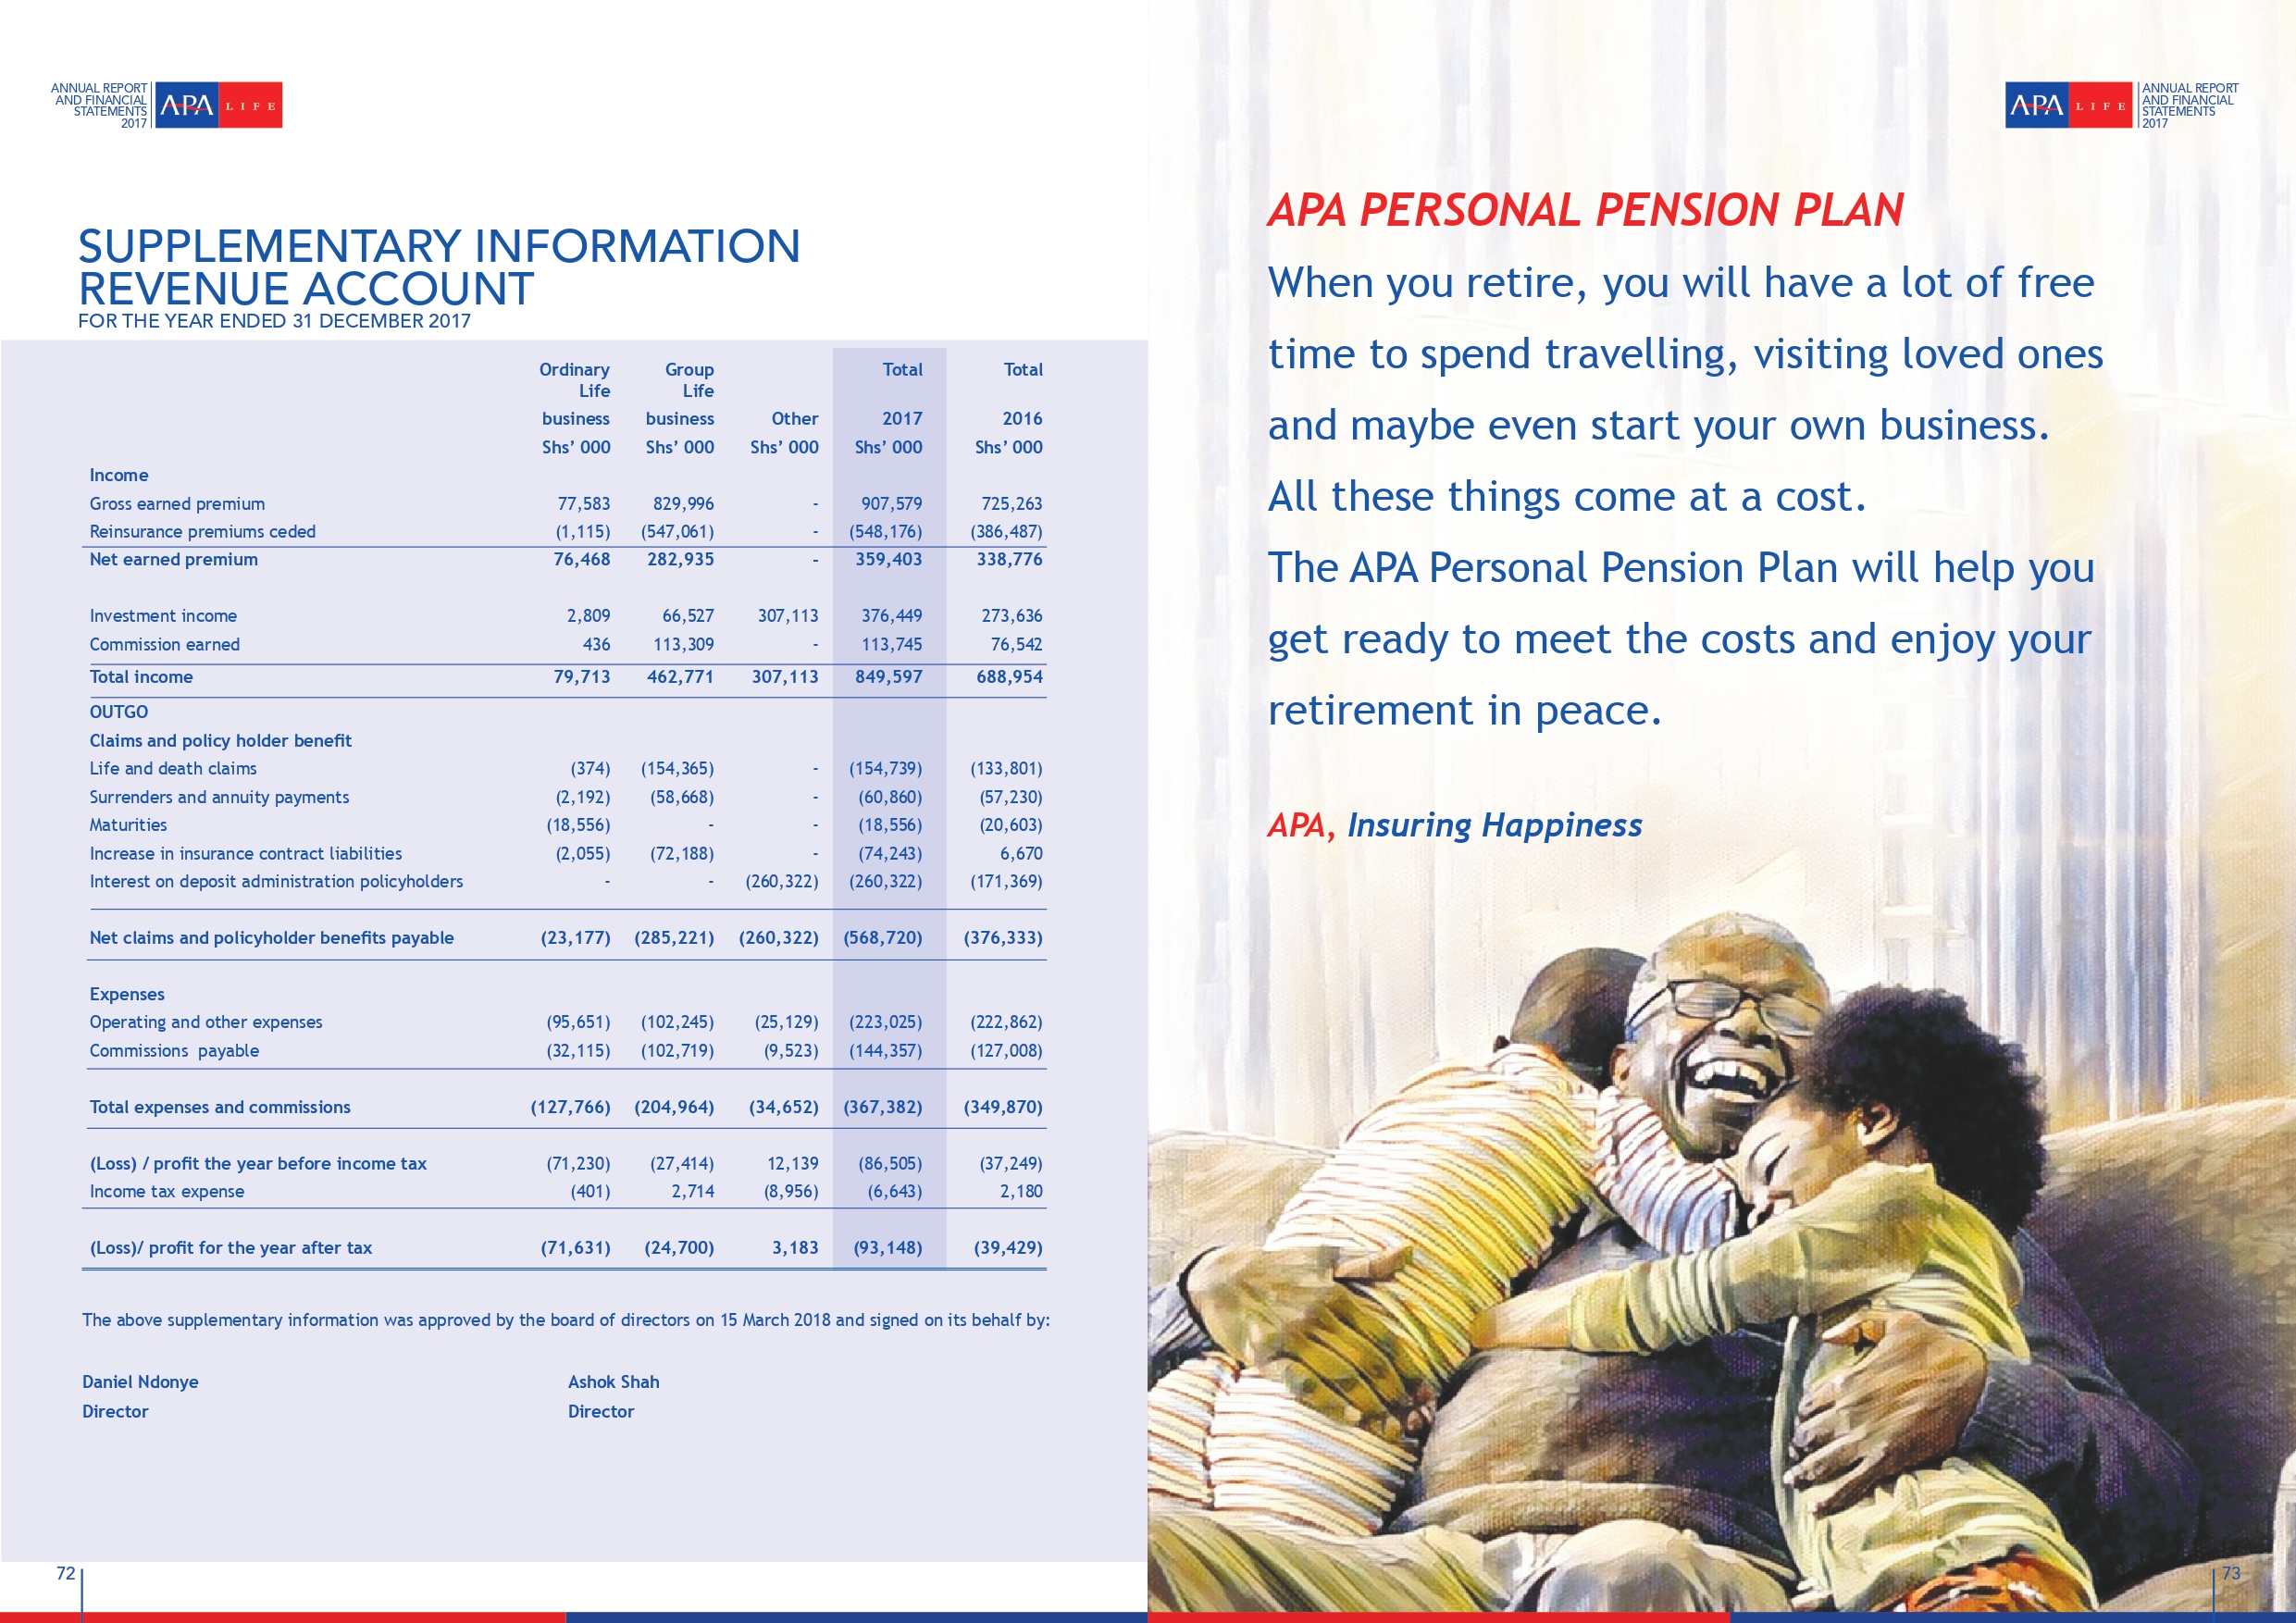 ANNUAL REPORT
AND FINANCIAL
STATEMENTS
2017
APA LIFE
SUPPLEMENTARY INFORMATION
REVENUE ACCOUNT
FOR THE YEAR ENDED 31 DECEMBER 2017
Ordinary Group Total Total
Life Life
business business Other 2017 2016
Shs’ 000 Shs’ 000 Shs’ 000 Shs’ 000 Shs’ 000
Income
Gross earned premium 77,583 829,996 - 907,579 725,263
Reinsurance premiums ceded (1,115) (547,061) - (548,176) (386,487)
Net earned premium 76,468 282,935 - 359,403 338,776
Investment income 2,809 66,527 307,113 376,449 273,636
Commission earned 436 113,309 - 113,745 76,542
Total income 79,713 462,771 307,113 849,597 688,954
OUTGO
Claims and policy holder benefit
Life and death claims (374) (154,365) - (154,739) (133,801)
Surrenders and annuity payments (2,192) (58,668) - (60,860) (57,230)
Maturities (18,556) - - (18,556) (20,603)
Increase in insurance contract liabilities (2,055) (72,188) - (74,243) 6,670
Interest on deposit administration policyholders - - (260,322) (260,322) (171,369)
Net claims and policyholder benefits payable (23,177) (285,221) (260,322) (568,720) (376,333)
Expenses
Operating and other expenses (95,651) (102,245) (25,129) (223,025) (222,862)
Commissions payable (32,115) (102,719) (9,523) (144,357) (127,008)
Total expenses and commissions (127,766) (204,964) (34,652) (367,382) (349,870)
(Loss) / profit the year before income tax (71,230) (27,414) 12,139 (86,505) (37,249)
Income tax expense (401) 2,714 (8,956) (6,643) 2,180
(Loss)/ profit for the year after tax (71,631) (24,700) 3,183 (93,148) (39,429)
The above supplementary information was approved by the board of directors on 15 March 2018 and signed on its behalf by:
Daniel Ndonye Ashok Shah
Director Director
72
APA LIFE
ANNUAL REPORT
AND FINANCIAL
STATEMENTS
2017
APA PERSONAL PENSION PLAN
When you retire, you will have a lot of free
time to spend travelling, visiting loved ones
and maybe even start your own business.
All these things come at a cost.
The APA Personal Pension Plan will help you
get ready to meet the costs and enjoy your
retirement in peace.
APA, Insuring Happiness
73